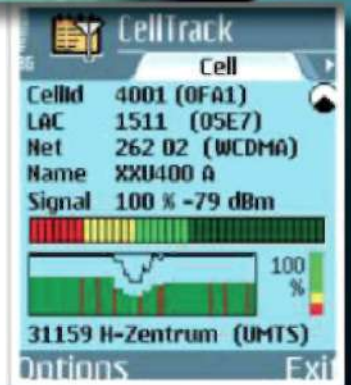 CellTrack
3G
Cell
CellId 4001 (0FA1)
LAC 1511 (05E7)
Net 262 02 (WCDMA)
Name XXU400 A
Signal 100 % -79 dBm
100
%
31159 H-Zentrum (UMTS)
Options Exit